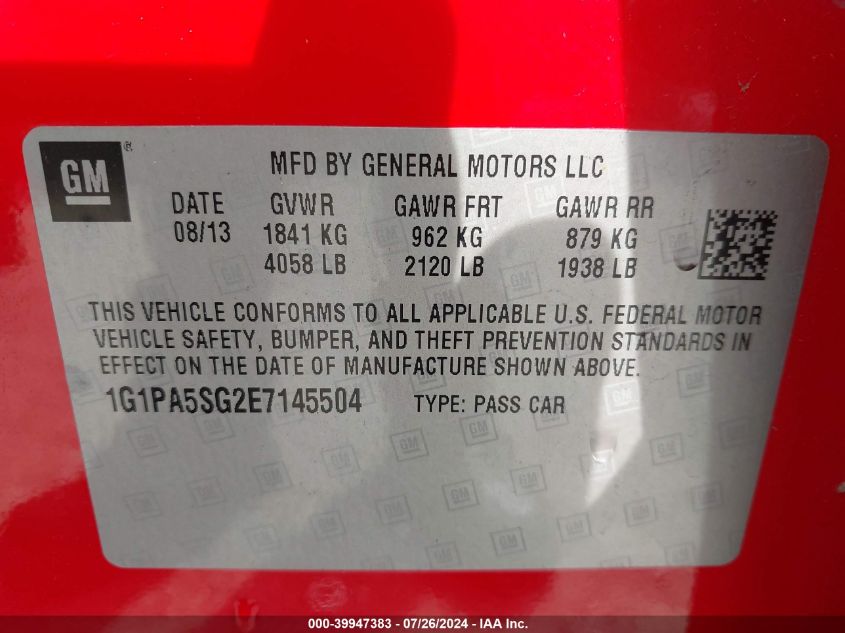 GM®
MFD BY GENERAL MOTORS LLC
DATE GVWR GAWR FRT GAWR RR
08/13 1841 KG 962 KG 879 KG
4058 LB 2120 LB 1938 LB
THIS VEHICLE CONFORMS TO ALL APPLICABLE U.S. FEDERAL MOTOR
VEHICLE SAFETY, BUMPER, AND THEFT PREVENTION STANDARDS IN
EFFECT ON THE DATE OF MANUFACTURE SHOWN ABOVE.
1G1PA5SG2E7145504 TYPE: PASS CAR
000-39947383 / 07/26/2024 - IAA Inc.